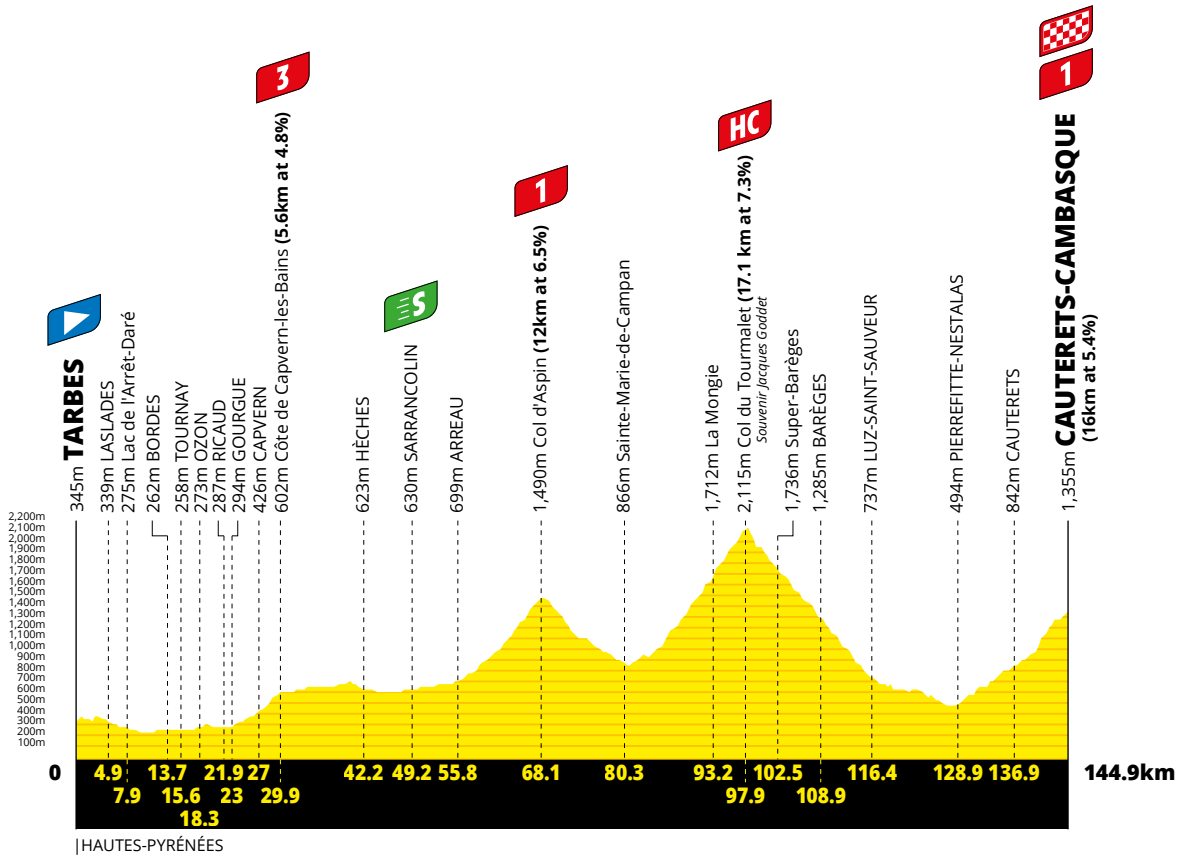 3
HC
1
1
S
345m TARBES
339m LASLADES
275m Lac de l'Arrêt-Daré
262m BORDES
258m TOURNAY
273m OZON
287m RICAUD
294m GOURGUE
426m CAPVERN
602m Côte de Capvern-les-Bains (5.6km at 4.8%)
623m HÈCHES
630m SARRANCOLIN
699m ARREAU
1,490m Col d'Aspin (12km at 6.5%)
866m Sainte-Marie-de-Campan
1,712m La Mongie
2,115m Col du Tourmalet (17.1 km at 7.3%)
Souvenir Jacques Goddet
1,736m Super-Barèges
1,285m BARÈGES
737m LUZ-SAINT-SAUVEUR
494m PIERREFITTE-NESTALAS
842m CAUTERETS
1,355m CAUTERETS-CAMBASQUE
(16km at 5.4%)
2,200m
2,100m
2,000m
1,900m
1,800m
1,700m
1,600m
1,500m
1,400m
1,300m
1,200m
1,100m
1,000m
900m
800m
700m
600m
500m
400m
300m
200m
100m
0 4.9 13.7 21.9 27 42.2 49.2 55.8 68.1 80.3 93.2 102.5 116.4 128.9 136.9 144.9km
7.9 15.6 23 29.9 97.9 108.9
18.3
HAUTES-PYRÉNÉES